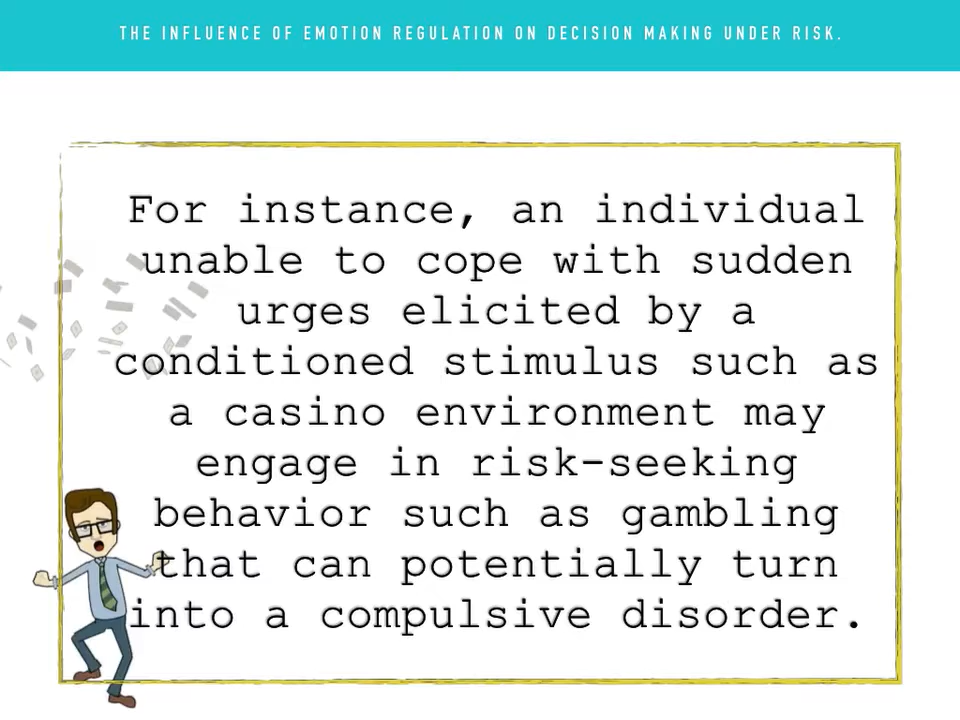 THE INFLUENCE OF EMOTION REGULATION ON DECISION MAKING UNDER RISK.
For instance, an individual
unable to cope with sudden
urges elicited by a
conditioned stimulus such as
a casino environment may
engage in risk-seeking
behavior such as gambling
that can potentially turn
into a compulsive disorder.